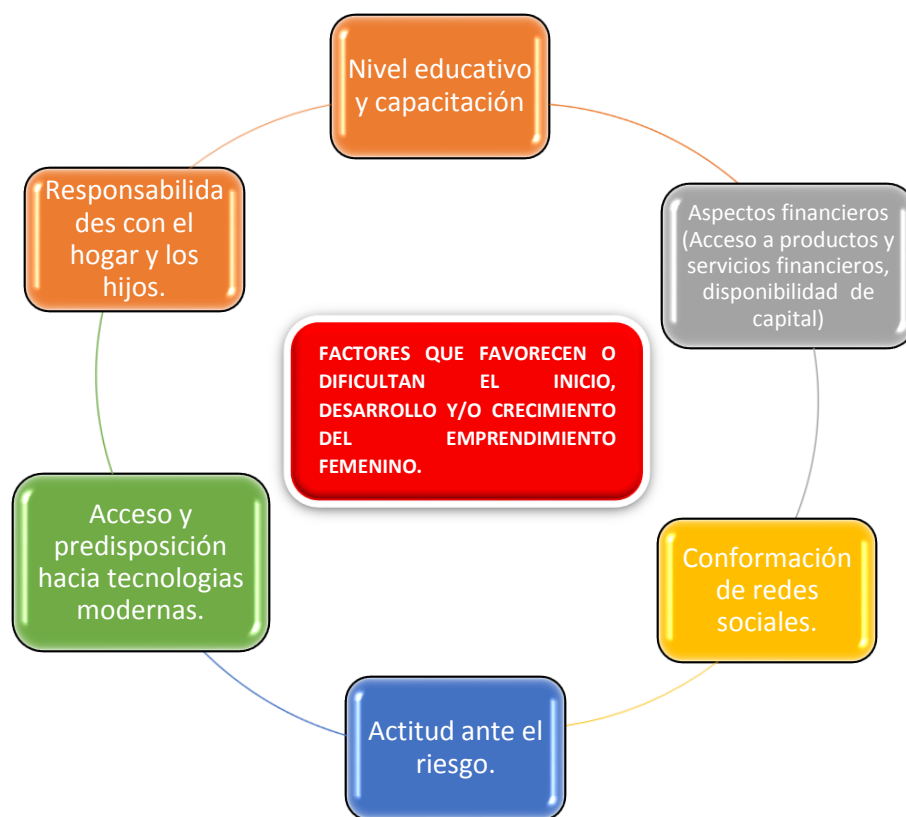 Nivel educativo
y capacitación
Responsabilida
des con el
hogar y los
hijos.
Aspectos financieros
(Acceso a productos y
servicios financieros,
disponibilidad de
capital)
FACTORES QUE FAVORECEN O
DIFICULTAN EL INICIO,
DESARROLLO Y/O CRECIMIENTO
DEL EMPRENDIMIENTO
FEMENINO.
Acceso y
predisposición
hacia tecnologias
modernas.
Conformación
de redes
sociales.
Actitud ante el
riesgo.